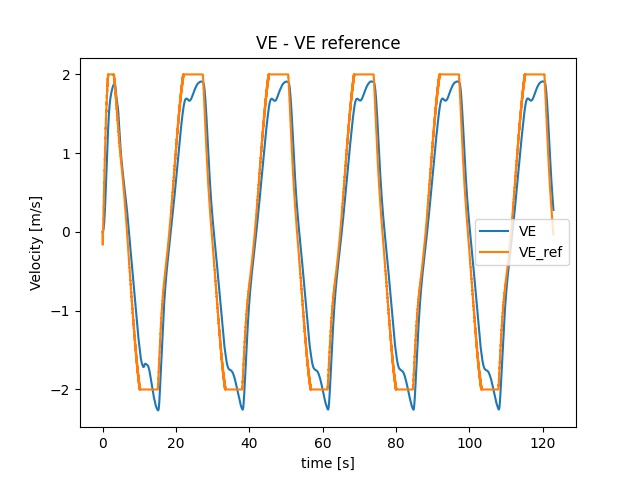 VE - VE reference
2
1
0
−1
−2
Velocity [m/s]
VE
VE_ref
0 20 40 60 80 100 120
time [s]